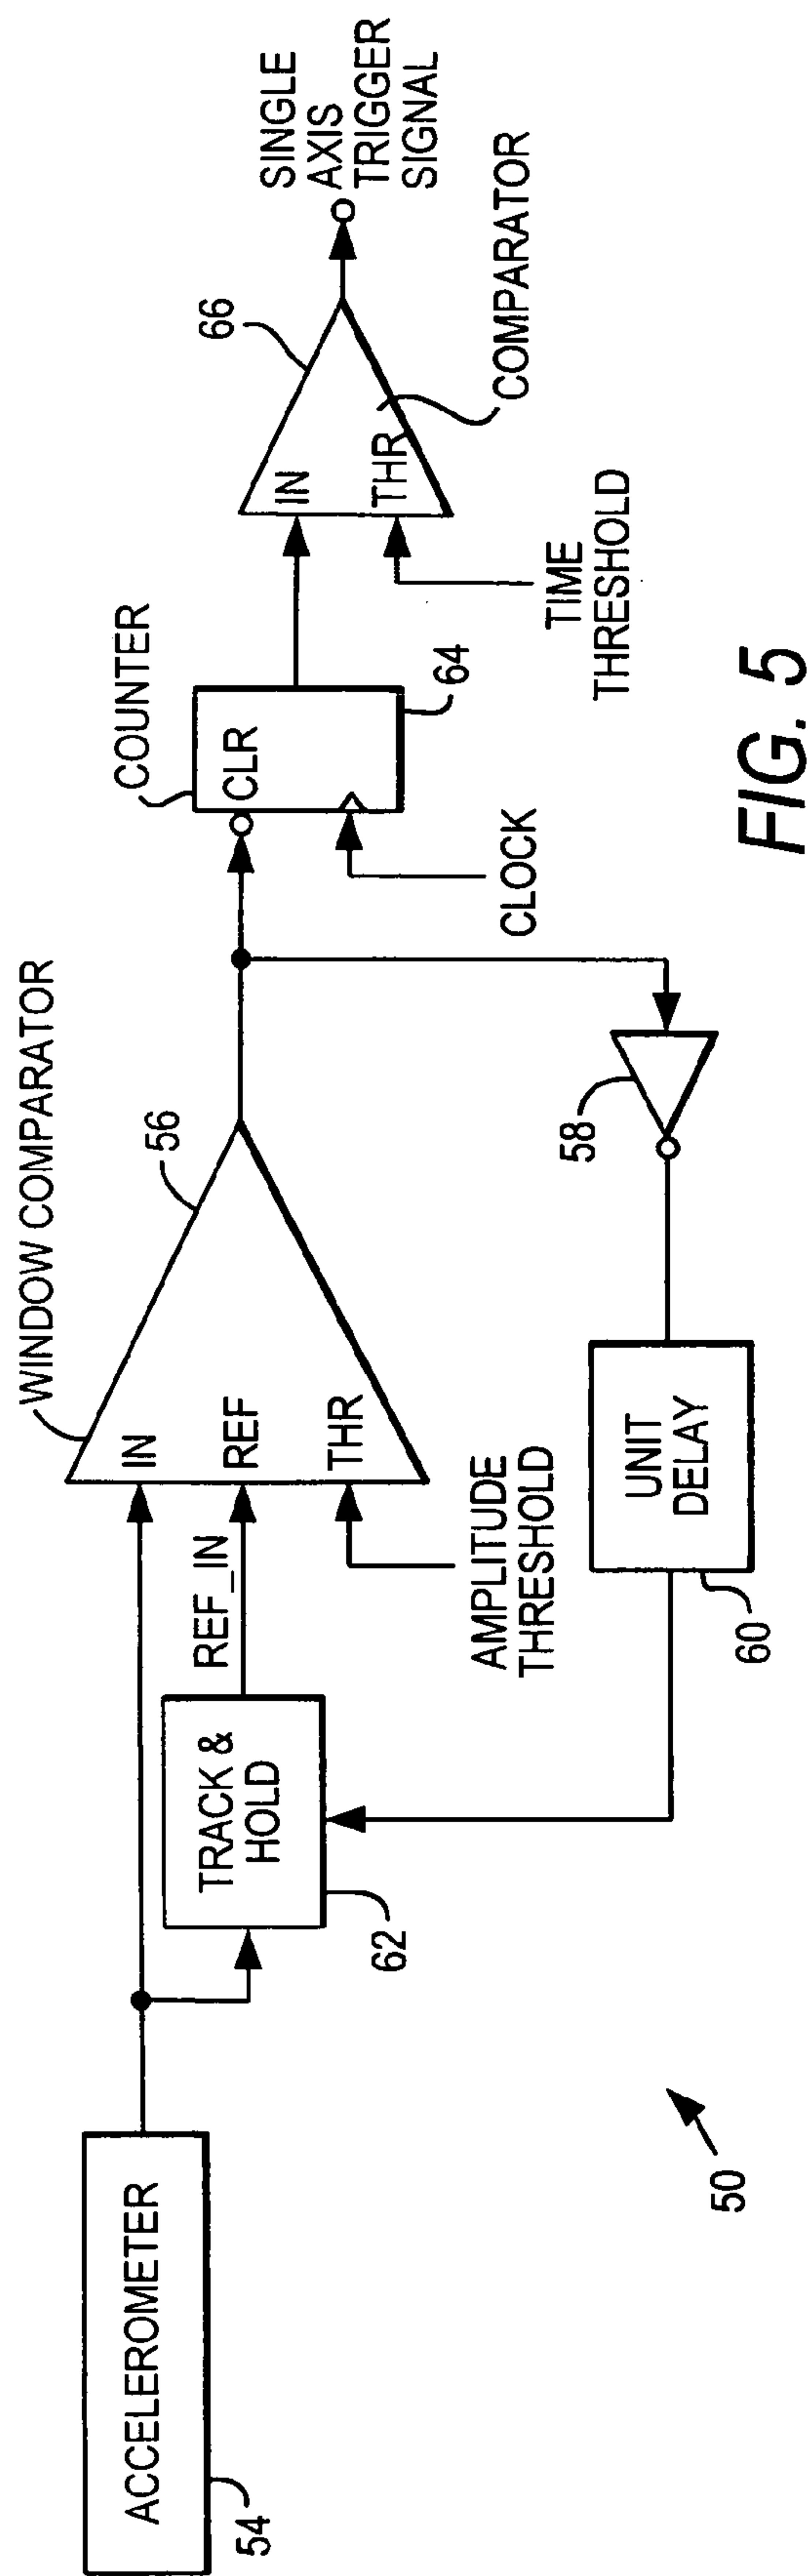 ACCELEROMETER
54
50
TRACK &
HOLD
62
REF_IN
WINDOW COMPARATOR
56
IN
REF
THR
AMPLITUDE
THRESHOLD
UNIT
DELAY
60
58
COUNTER
CLR
64
CLOCK
66
IN
THR
TIME
THRESHOLD
COMPARATOR
SINGLE
AXIS
TRIGGER
SIGNAL
FIG. 5